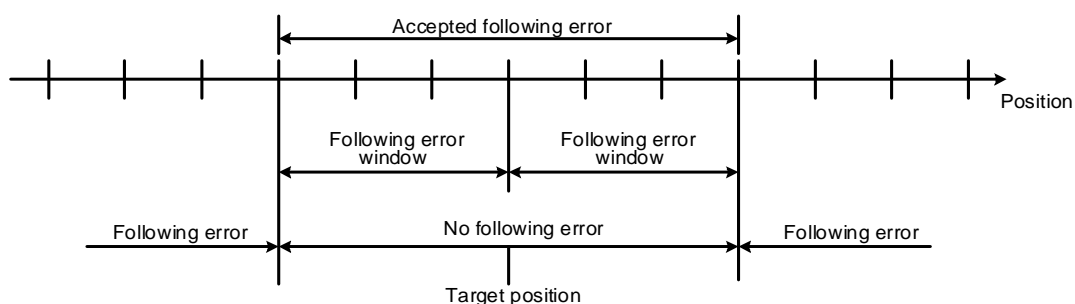 Accepted following error
Position
Following error
window
Following error
window
Following error
No following error
Following error
Target position